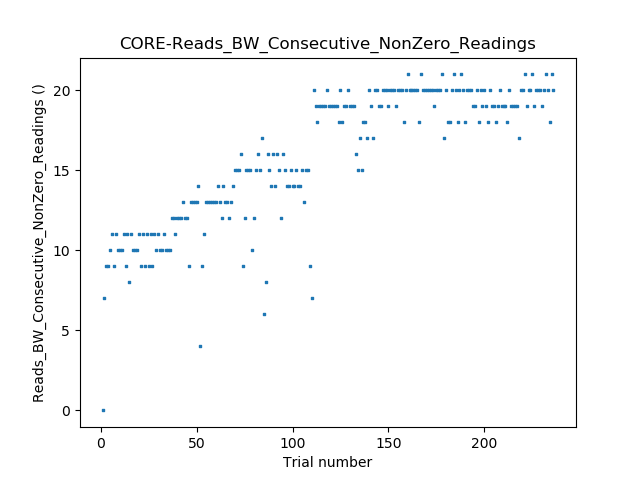 CORE-Reads_BW_Consecutive_NonZero_Readings
Reads_BW_Consecutive_NonZero_Readings ()
20
15
10
5
0
0 50 100 150 200
Trial number